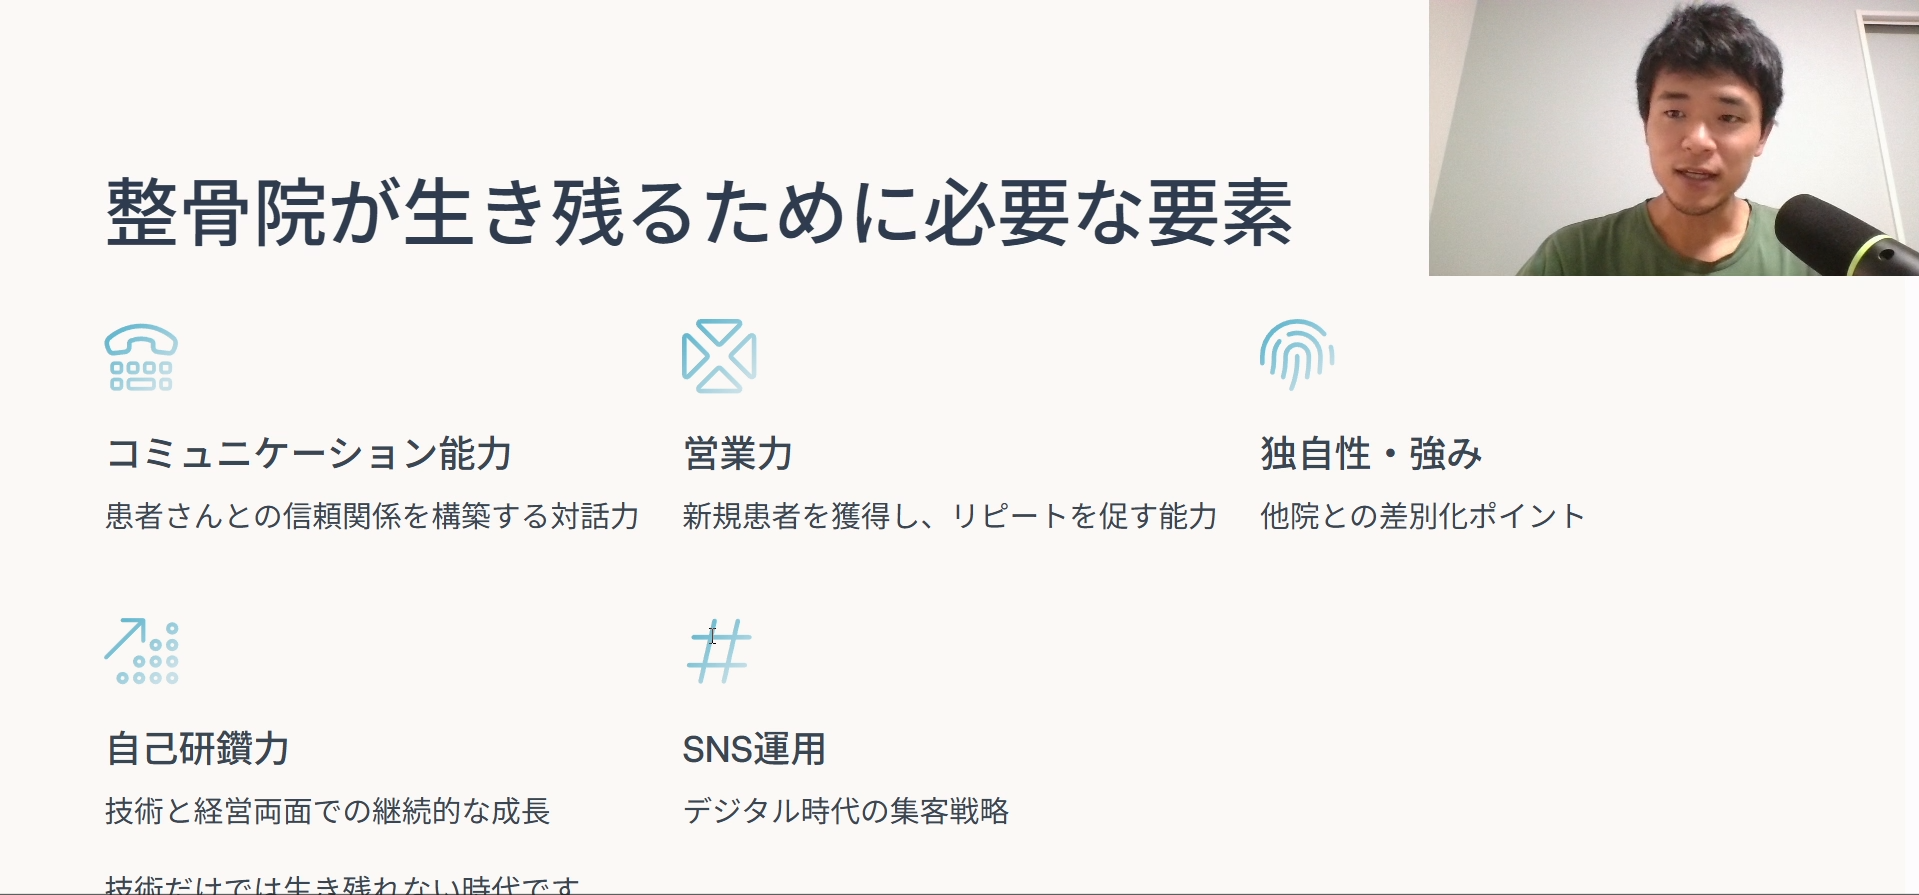 整骨院が生き残るために必要な要素
コミュニケーション能力
患者さんとの信頼関係を構築する対話力
営業力
新規患者を獲得し、リピートを促す能力
独自性・強み
他院との差別化ポイント
自己研鑽力
技術と経営両面での継続的な成長
SNS運用
デジタル時代の集客戦略
技術だけでは生き残れない時代です